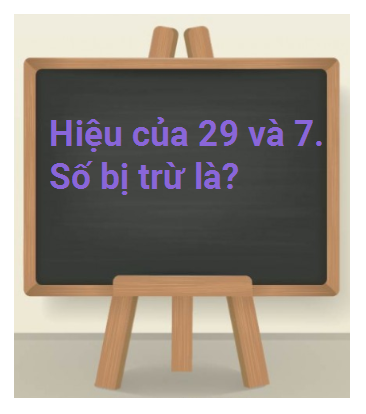 Hiệu của 29 và 7.
Số bị trừ là?